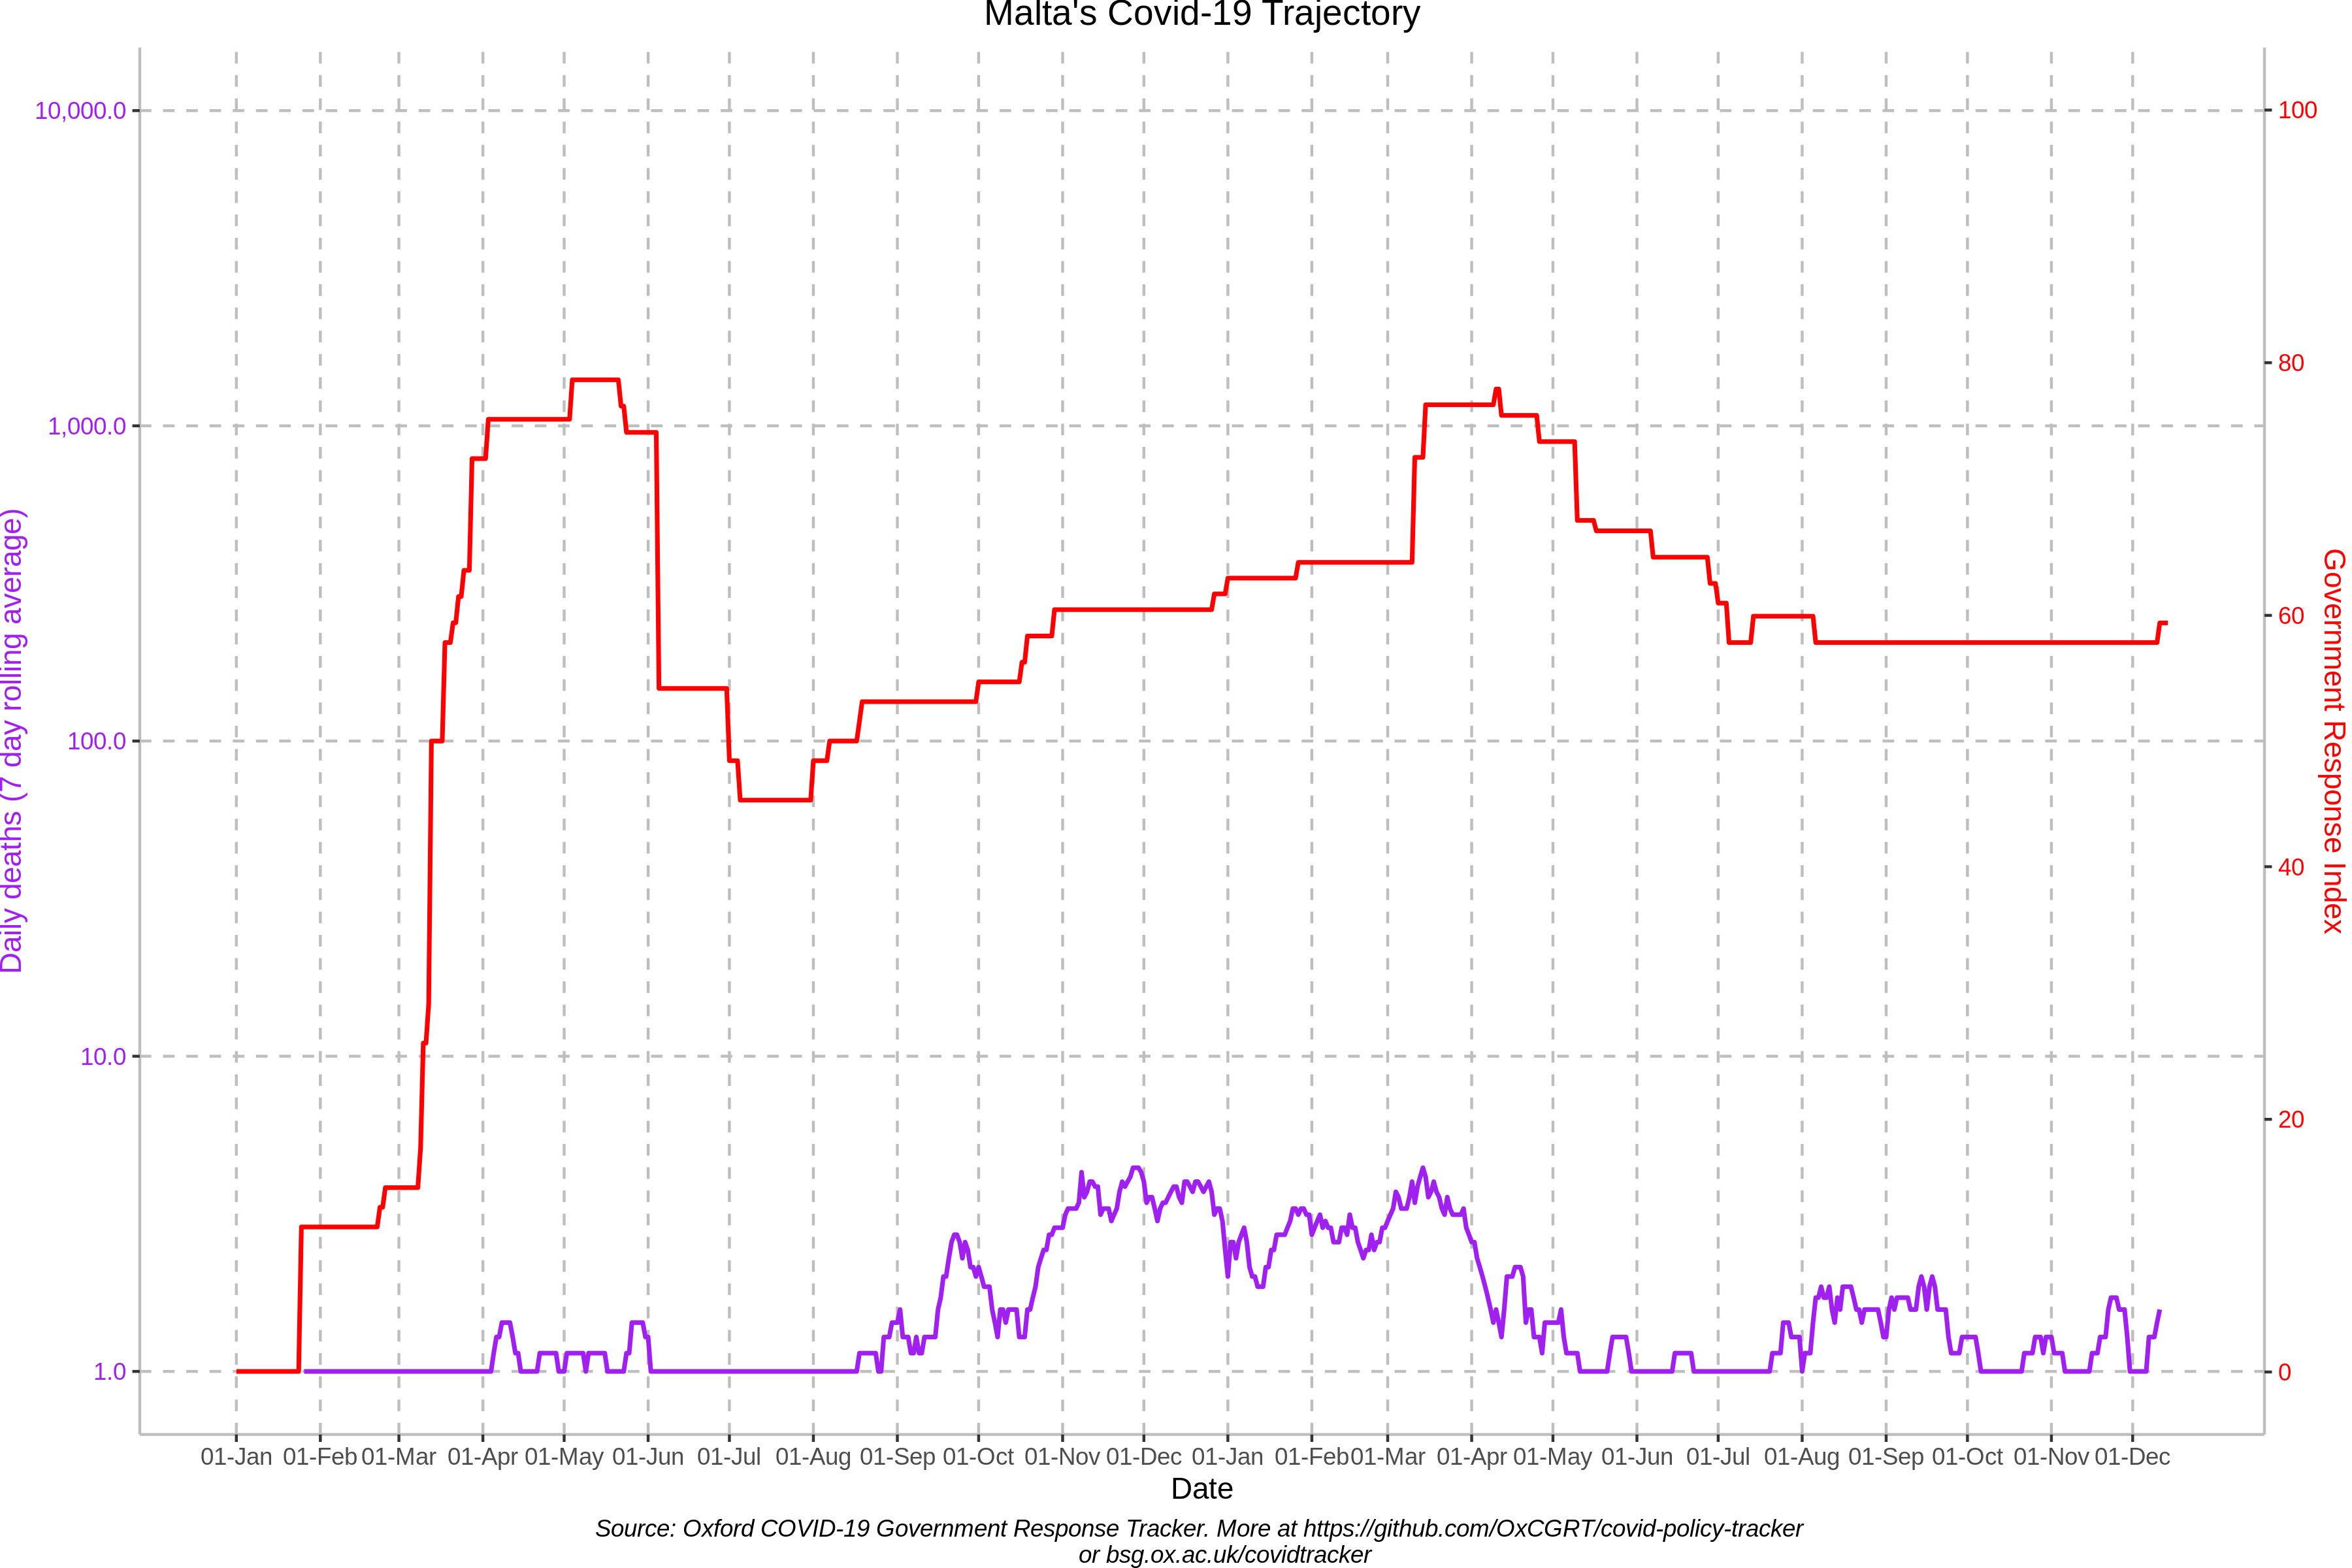 Malta's Covid-19 Trajectory
10,000.0
1,000.0
100.0
10.0
1.0
Daily deaths (7 day rolling average)
100
80
60
40
20
0
Government Response Index
01-Jan 01-Feb 01-Mar 01-Apr 01-May 01-Jun 01-Jul 01-Aug 01-Sep 01-Oct 01-Nov 01-Dec 01-Jan 01-Feb 01-Mar 01-Apr 01-May 01-Jun 01-Jul 01-Aug 01-Sep 01-Oct 01-Nov 01-Dec
Date
Source: Oxford COVID-19 Government Response Tracker. More at https://github.com/OxCGRT/covid-policy-tracker
or bsg.ox.ac.uk/covidtracker